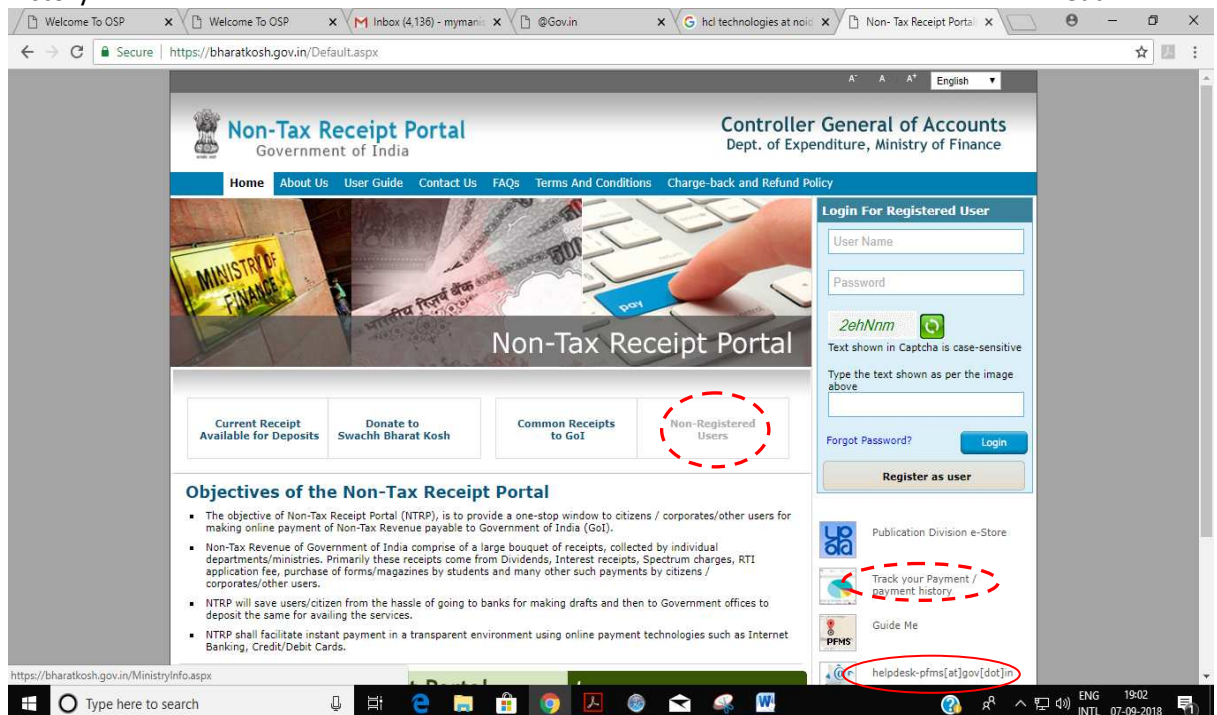 Welcome To OSP
Welcome To OSP
Inbox (4,136) - mymani
@Gov.in
hcl technologies at noid
Non- Tax Receipt Portal
Secure
https://bharatkosh.gov.in/Default.aspx
A- A A+ English
Non-Tax Receipt Portal
Government of India
Controller General of Accounts
Dept. of Expenditure, Ministry of Finance
Home About Us User Guide Contact Us FAQs Terms And Conditions Charge-back and Refund Policy
MINISTRY OF
FINANCE
भारतीय रिज़र्व बैंक
500
pay
Non-Tax Receipt Portal
Login For Registered User
User Name
Password
2ehNnm
Text shown in Captcha is case-sensitive
Type the text shown as per the image
above
Forgot Password?
Login
Register as user
Current Receipt
Available for Deposits
Donate to
Swachh Bharat Kosh
Common Receipts
to GoI
Non-Registered
Users
Objectives of the Non-Tax Receipt Portal
The objective of Non-Tax Receipt Portal (NTRP), is to provide a one-stop window to citizens / corporates/other users for
making online payment of Non-Tax Revenue payable to Government of India (GoI).
Non-Tax Revenue of Government of India comprise of a large bouquet of receipts, collected by individual
departments/ministries. Primarily these receipts come from Dividends, Interest receipts, Spectrum charges, RTI
application fee, purchase of forms/magazines by students and many other such payments by citizens /
corporates/other users.
NTRP will save users/citizen from the hassle of going to banks for making drafts and then to Government offices to
deposit the same for availing the services.
NTRP shall facilitate instant payment in a transparent environment using online payment technologies such as Internet
Banking, Credit/Debit Cards.
Publication Division e-Store
Track your Payment /
payment history
Guide Me
PFMS
helpdesk-pfms[at]gov[dot]in
https://bharatkosh.gov.in/MinistryInfo.aspx
Type here to search
ENG
INTL
19:02
07-09-2018